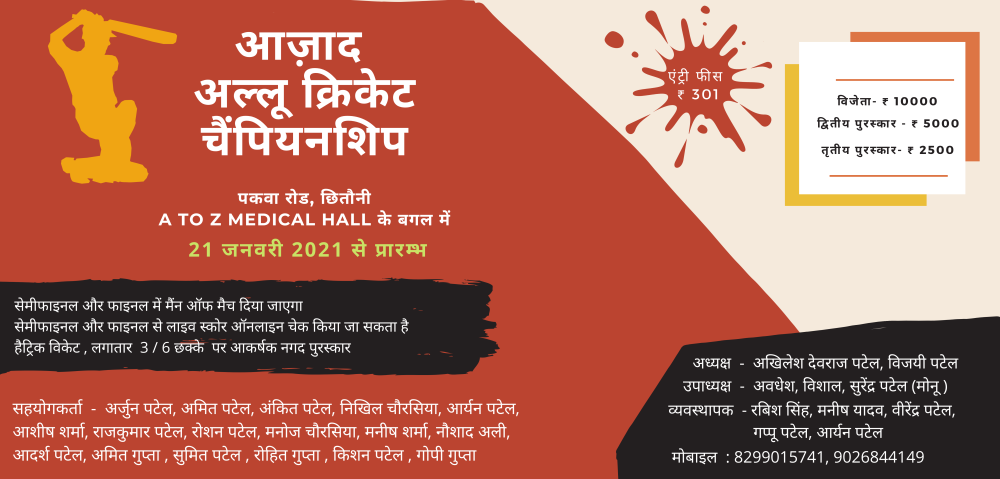 आज़ाद
अल्लू क्रिकेट
चैंपियनशिप
पकवा रोड, छितौनी
A TO Z MEDICAL HALL के बगल में
21 जनवरी 2021 से प्रारम्भ
एंट्री फीस
₹ 301
विजेता- ₹ 10000
द्वितीय पुरस्कार - ₹ 5000
तृतीय पुरस्कार- ₹ 2500
सेमीफाइनल और फाइनल में मैंन ऑफ मैच दिया जाएगा
सेमीफाइनल और फाइनल से लाइव स्कोर ऑनलाइन चेक किया जा सकता है
हैट्रिक विकेट , लगातार 3 / 6 छक्के पर आकर्षक नगद पुरस्कार
सहयोगकर्ता - अर्जुन पटेल, अमित पटेल, अंकित पटेल, निखिल चौरसिया, आर्यन पटेल,
आशीष शर्मा, राजकुमार पटेल, रोशन पटेल, मनोज चौरसिया, मनीष शर्मा, नौशाद अली,
आदर्श पटेल, अमित गुप्ता , सुमित पटेल , रोहित गुप्ता , किशन पटेल , गोपी गुप्ता
अध्यक्ष - अखिलेश देवराज पटेल, विजयी पटेल
उपाध्यक्ष - अवधेश, विशाल, सुरेंद्र पटेल (मोनू )
व्यवस्थापक - रबिश सिंह, मनीष यादव, वीरेंद्र पटेल,
गप्पू पटेल, आर्यन पटेल
मोबाइल : 8299015741, 9026844149